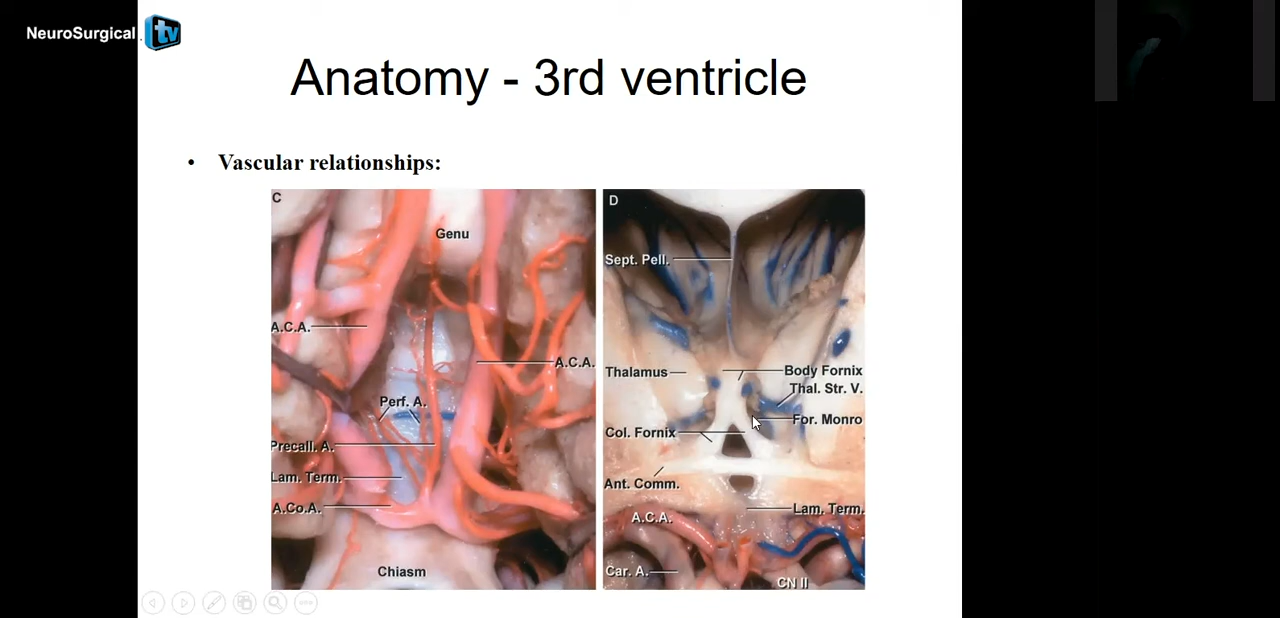 NeuroSurgical tv
Anatomy - 3rd ventricle
• Vascular relationships:
C
Genu
A.C.A.
A.C.A.
Perf. A.
Precall. A.
Lam. Term.
A.Co.A.
Chiasm
D
Sept. Pell.
Thalamus
Body Fornix
Thal. Str. V.
For. Monro
Col. Fornix
Ant. Comm.
Lam. Term.
A.C.A.
Car. A.
CN II